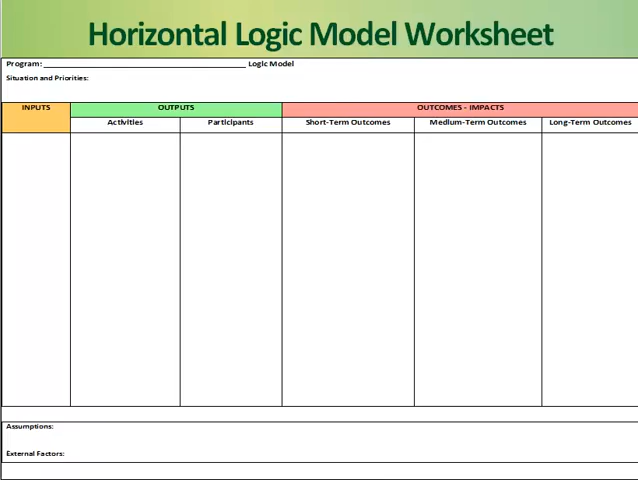 Horizontal Logic Model Worksheet
Program: ______________________________________________ Logic Model
Situation and Priorities:
INPUTS OUTPUTS OUTCOMES - IMPACTS
Activities Participants Short-Term Outcomes Medium-Term Outcomes Long-Term Outcomes
Assumptions:
External Factors: